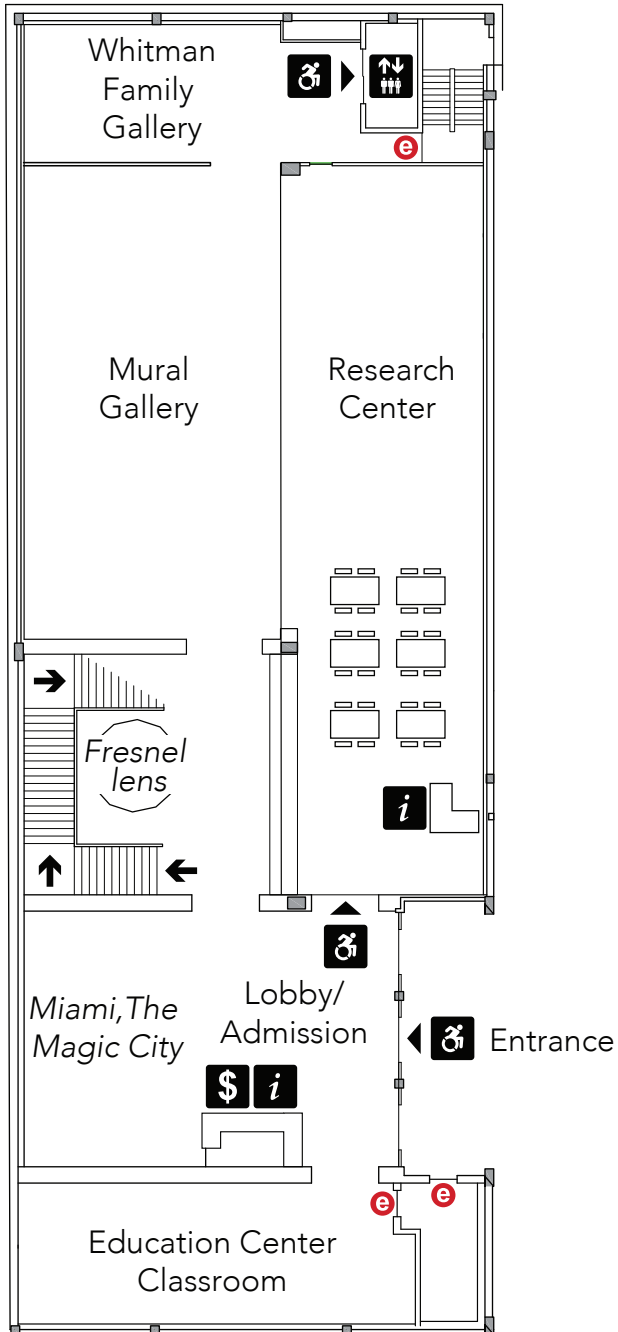 Whitman
Family
Gallery
e
Mural
Gallery
Research
Center
Fresnel
lens
i
Miami, The
Magic City
Lobby/
Admission
Entrance
$ i
e e
Education Center
Classroom